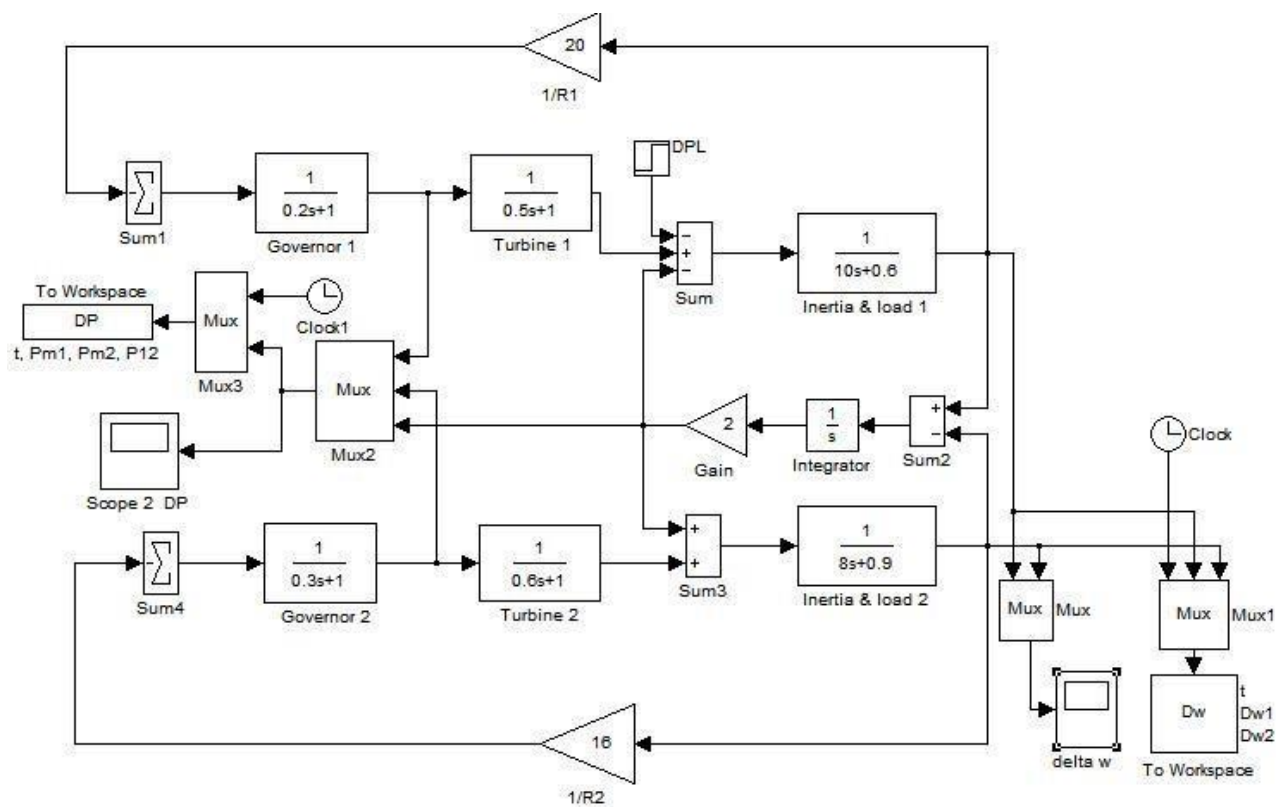 20
1/R1
DPL
Σ
1
0.2s+1
1
0.5s+1
−
+
−
1
10s+0.6
-
Sum1
Governor 1
Turbine 1
Sum
Inertia & load 1
To Workspace
DP
t, Pm1, Pm2, P12
Mux
Mux3
Clock1
Mux
Mux2
2
Gain
1
s
Integrator
+
−
Sum2
Clock
Scope 2 DP
Σ
-
Sum4
1
0.3s+1
Governor 2
1
0.6s+1
Turbine 2
+
+
Sum3
1
8s+0.9
Inertia & load 2
Mux
Mux
Mux
Mux1
delta w
Dw
t
Dw1
Dw2
To Workspace
16
1/R2